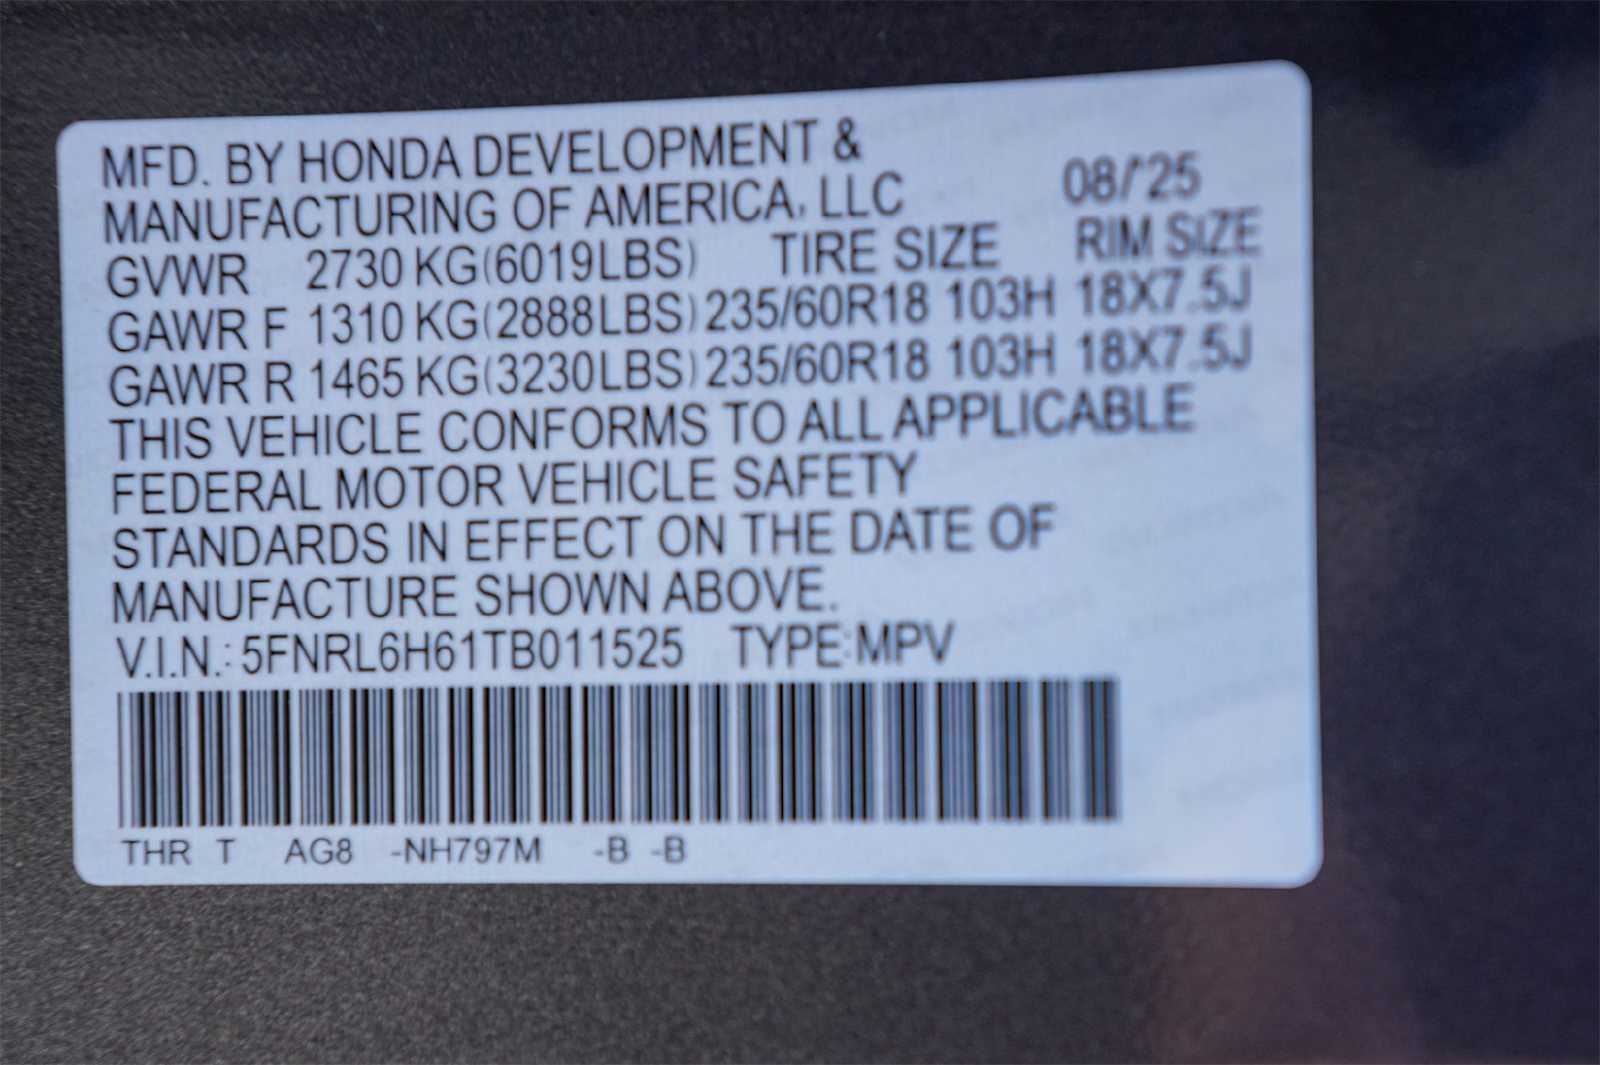 MFD. BY HONDA DEVELOPMENT &
MANUFACTURING OF AMERICA, LLC 08/'25
GVWR 2730 KG(6019LBS) TIRE SIZE RIM SIZE
GAWR F 1310 KG(2888LBS) 235/60R18 103H 18X7.5J
GAWR R 1465 KG(3230LBS) 235/60R18 103H 18X7.5J
THIS VEHICLE CONFORMS TO ALL APPLICABLE
FEDERAL MOTOR VEHICLE SAFETY
STANDARDS IN EFFECT ON THE DATE OF
MANUFACTURE SHOWN ABOVE.
V.I.N.: 5FNRL6H61TB011525 TYPE:MPV
THR T AG8 -NH797M -B -B